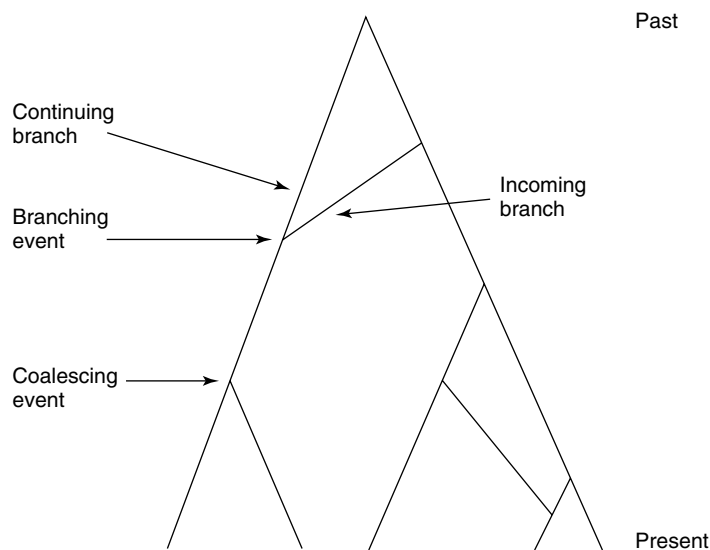 Past
Continuing
branch
Incoming
branch
Branching
event
Coalescing
event
Present